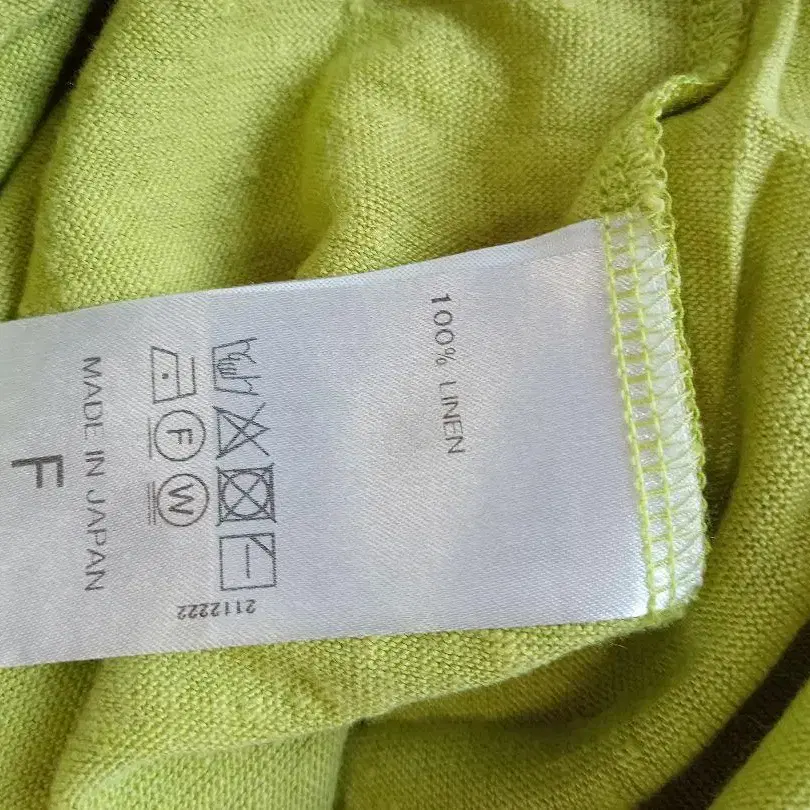 100% LINEN
2112222
F
W
MADE IN JAPAN
F